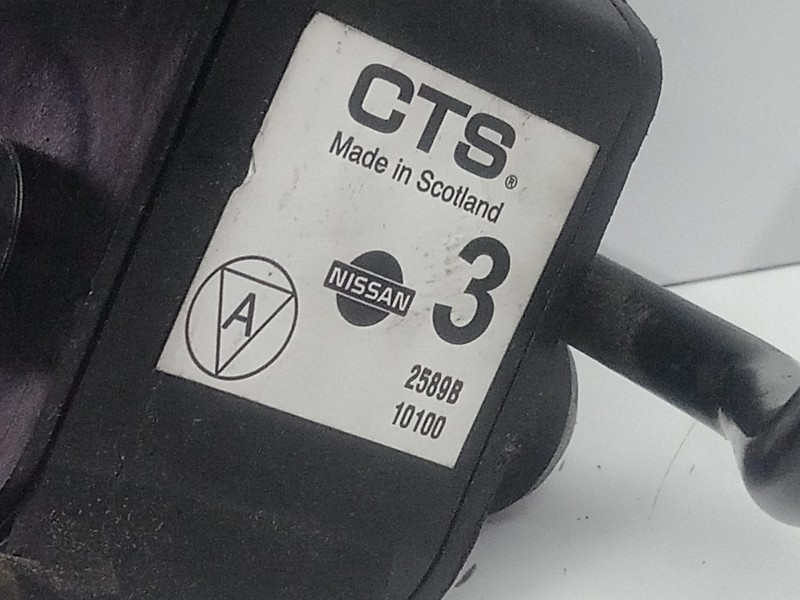 CTS®
Made in Scotland
A NISSAN 3
2589B
10100